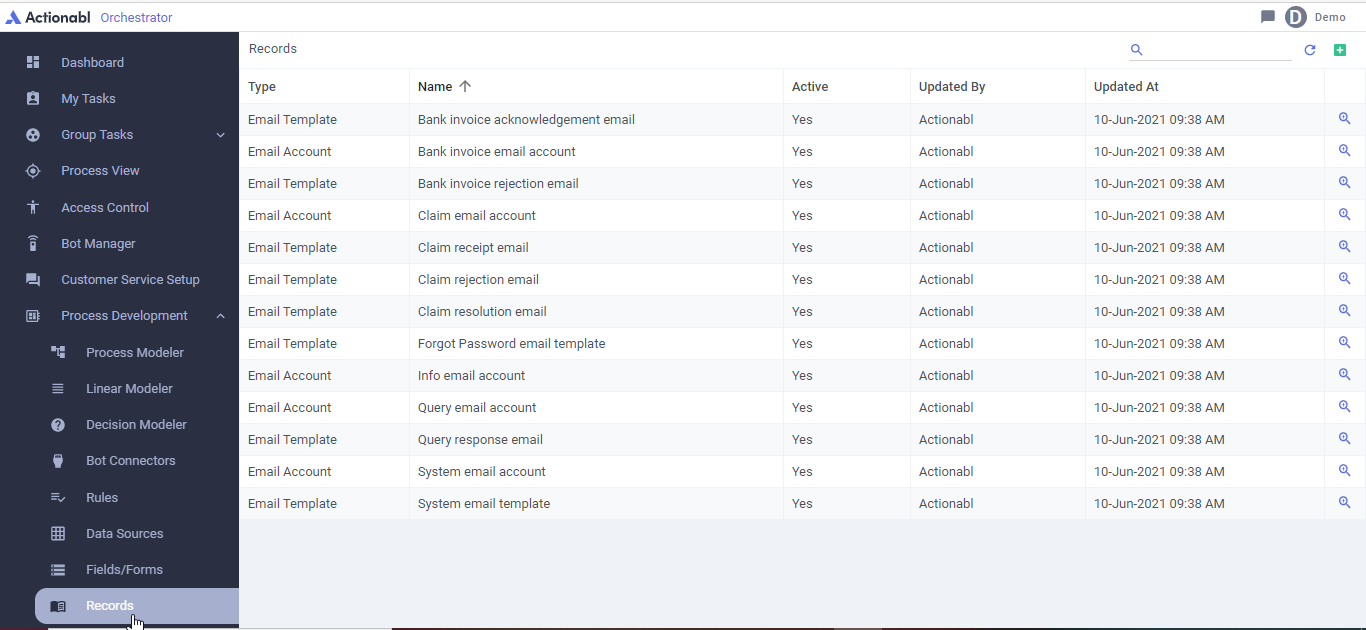 Actionabl Orchestrator
D Demo
Dashboard
My Tasks
Group Tasks
Process View
Access Control
Bot Manager
Customer Service Setup
Process Development
Process Modeler
Linear Modeler
Decision Modeler
Bot Connectors
Rules
Data Sources
Fields/Forms
Records
Records
Type Name Active Updated By Updated At
Email Template Bank invoice acknowledgement email Yes Actionabl 10-Jun-2021 09:38 AM
Email Account Bank invoice email account Yes Actionabl 10-Jun-2021 09:38 AM
Email Template Bank invoice rejection email Yes Actionabl 10-Jun-2021 09:38 AM
Email Account Claim email account Yes Actionabl 10-Jun-2021 09:38 AM
Email Template Claim receipt email Yes Actionabl 10-Jun-2021 09:38 AM
Email Template Claim rejection email Yes Actionabl 10-Jun-2021 09:38 AM
Email Template Claim resolution email Yes Actionabl 10-Jun-2021 09:38 AM
Email Template Forgot Password email template Yes Actionabl 10-Jun-2021 09:38 AM
Email Account Info email account Yes Actionabl 10-Jun-2021 09:38 AM
Email Account Query email account Yes Actionabl 10-Jun-2021 09:38 AM
Email Template Query response email Yes Actionabl 10-Jun-2021 09:38 AM
Email Account System email account Yes Actionabl 10-Jun-2021 09:38 AM
Email Template System email template Yes Actionabl 10-Jun-2021 09:38 AM